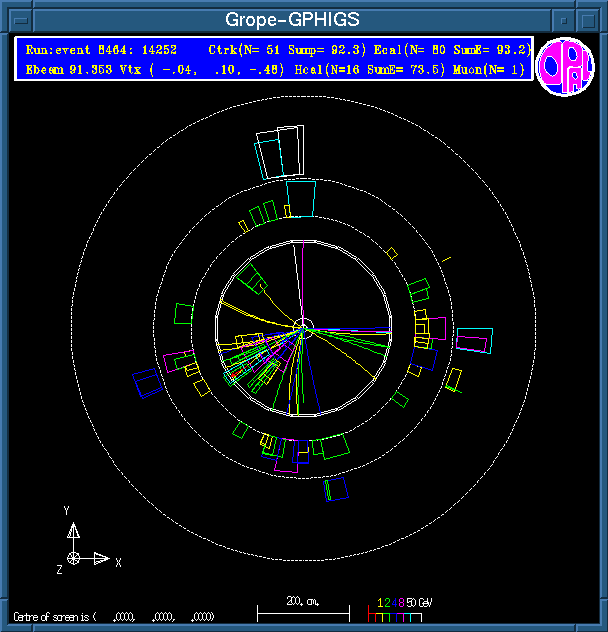 Grope-GPHIGS
Run:event 8464: 14252 Ctrk(N= 51 Sump= 92.3) Ecal(N= 80 SumE= 93.2)
Ebeam 91.353 Vtx ( -.04, .10, -.48) Hcal(N=16 SumE= 73.5) Muon(N= 1)
OPAL
Y
X
Z
200. cm.
1 2 4 8 50 GeV
Centre of screen is ( .0000, .0000, .0000)